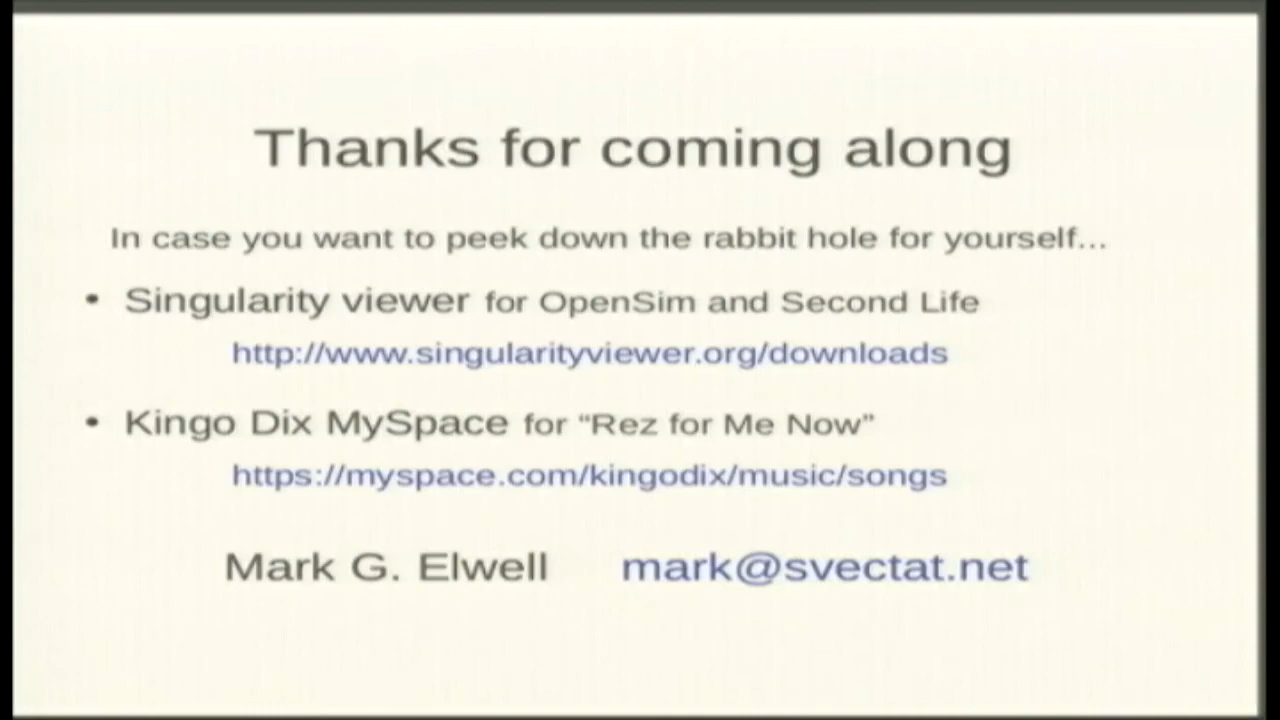 Thanks for coming along
In case you want to peek down the rabbit hole for yourself...
• Singularity viewer for OpenSim and Second Life
http://www.singularityviewer.org/downloads
• Kingo Dix MySpace for “Rez for Me Now”
https://myspace.com/kingodix/music/songs
Mark G. Elwell mark@svectat.net